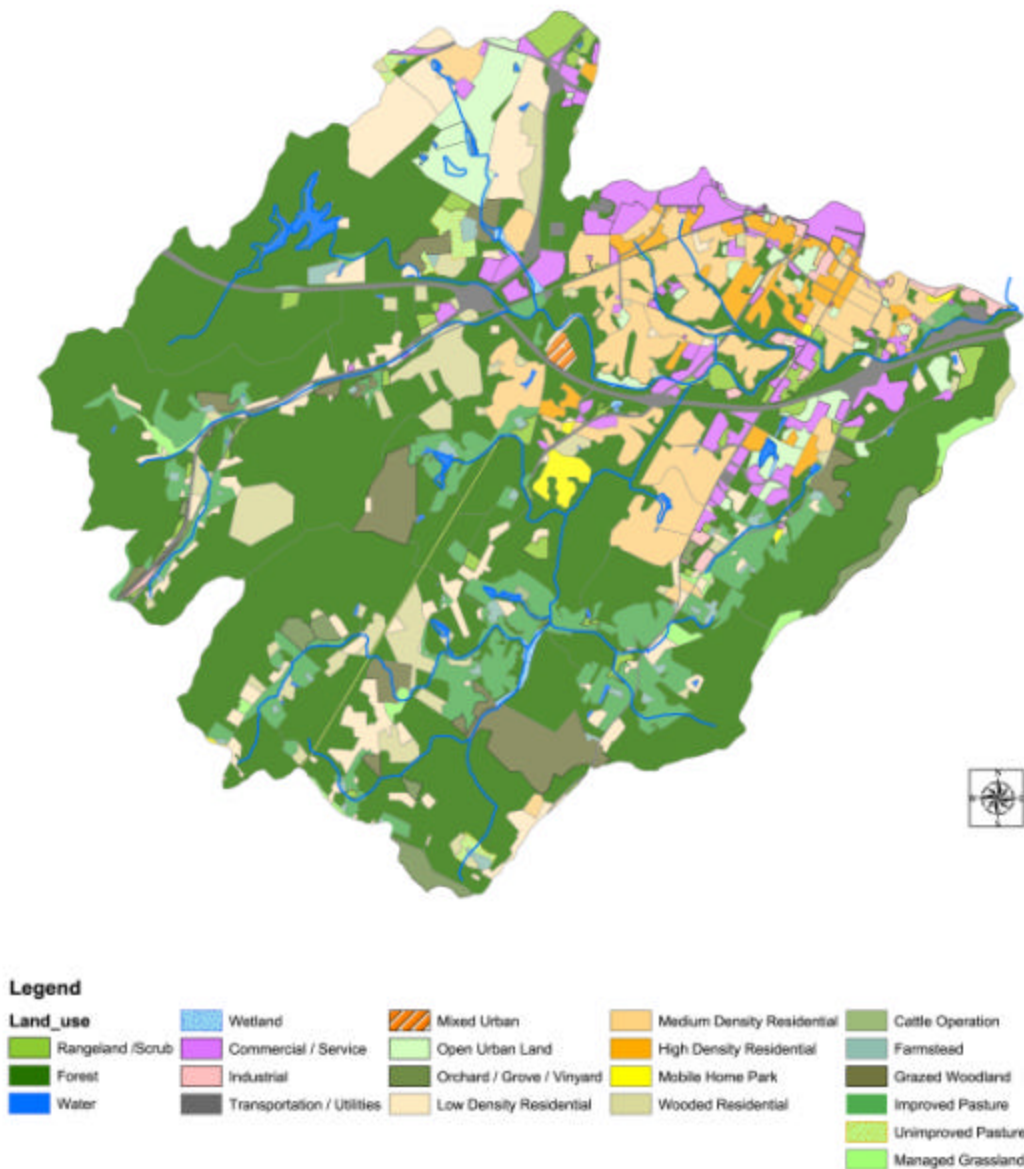 N
S
Legend
Land_use
Rangeland /Scrub
Forest
Water
Wetland
Commercial / Service
Industrial
Transportation / Utilities
Mixed Urban
Open Urban Land
Orchard / Grove / Vinyard
Low Density Residential
Medium Density Residential
High Density Residential
Mobile Home Park
Wooded Residential
Cattle Operation
Farmstead
Grazed Woodland
Improved Pasture
Unimproved Pasture
Managed Grassland